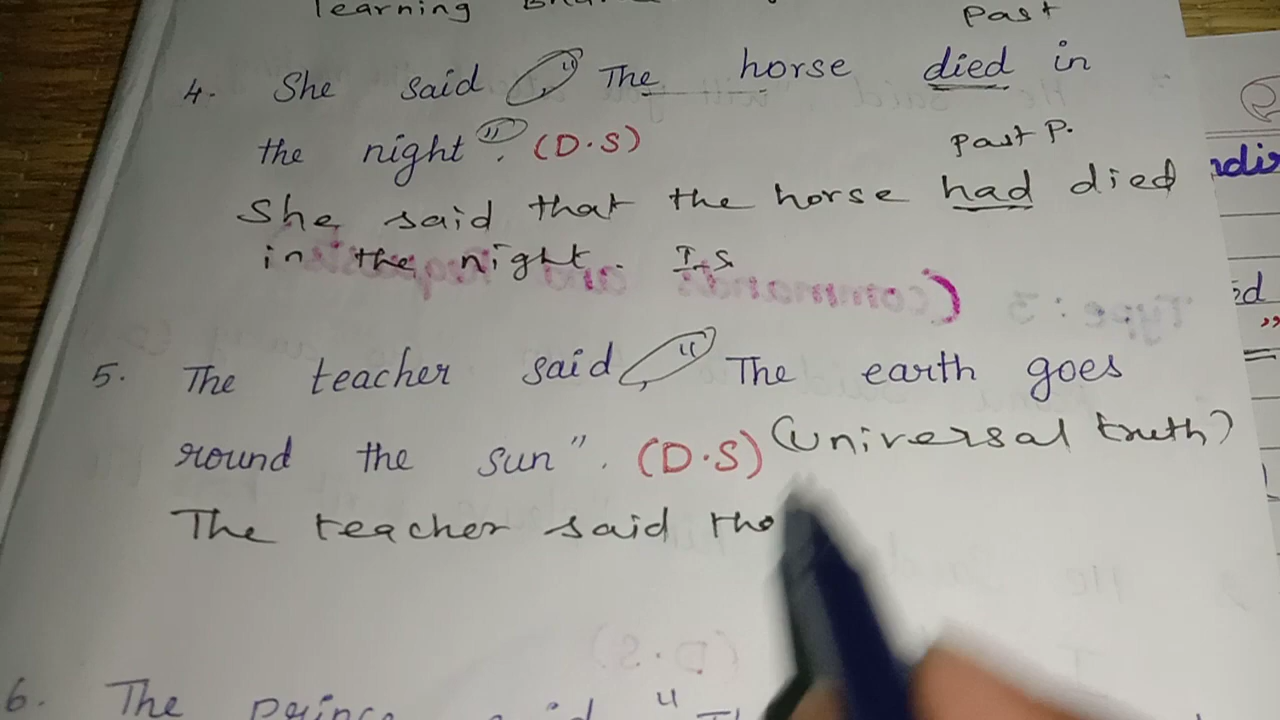 learning
Past
4. She said , " The horse died in
the night ". (D.S)
Past P.
She said that the horse had died
in the night. I.S
5. The teacher said , " The earth goes
round the sun". (D.S) (universal truth)
The teacher said tha
6. The said "